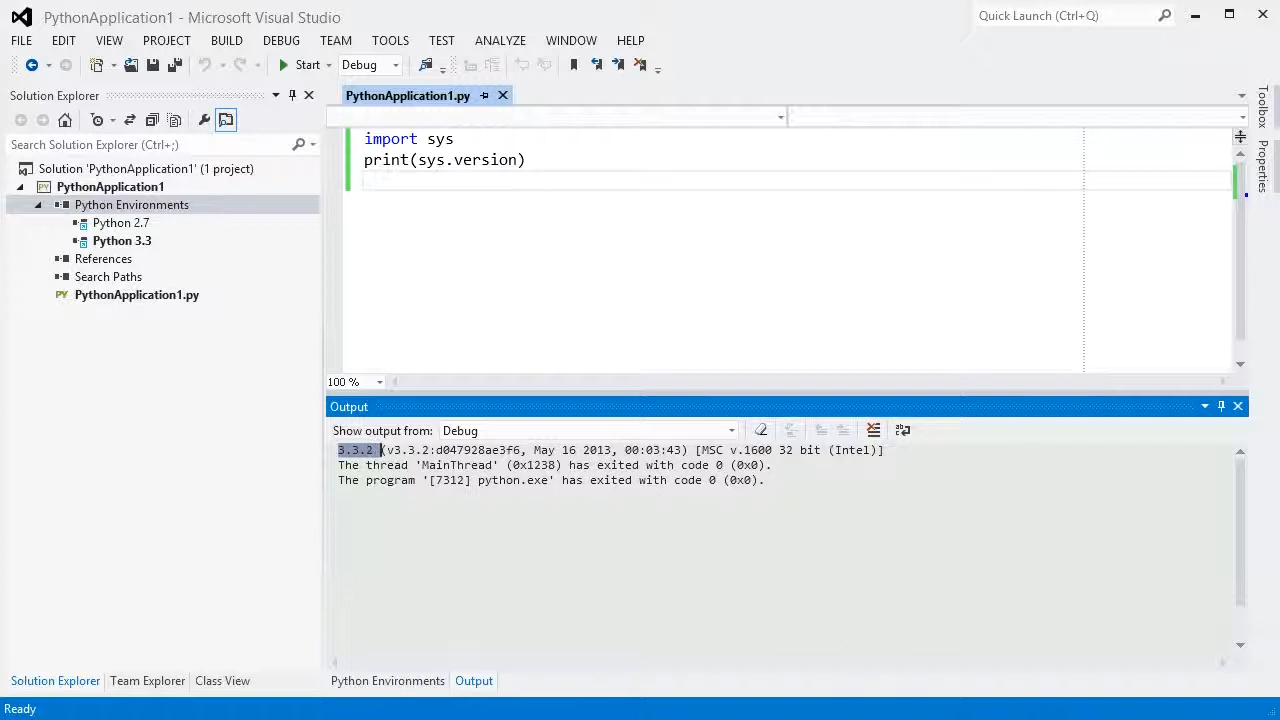 PythonApplication1 - Microsoft Visual Studio
Quick Launch (Ctrl+Q)
FILE EDIT VIEW PROJECT BUILD DEBUG TEAM TOOLS TEST ANALYZE WINDOW HELP
Start Debug
Solution Explorer
Search Solution Explorer (Ctrl+;)
Solution 'PythonApplication1' (1 project)
PythonApplication1
Python Environments
Python 2.7
Python 3.3
References
Search Paths
PY PythonApplication1.py
Solution Explorer Team Explorer Class View
PythonApplication1.py
import sys
print(sys.version)
100 %
Output
Show output from: Debug
3.3.2 (v3.3.2:d047928ae3f6, May 16 2013, 00:03:43) [MSC v.1600 32 bit (Intel)]
The thread 'MainThread' (0x1238) has exited with code 0 (0x0).
The program '[7312] python.exe' has exited with code 0 (0x0).
Python Environments Output
Toolbox
Properties
Ready